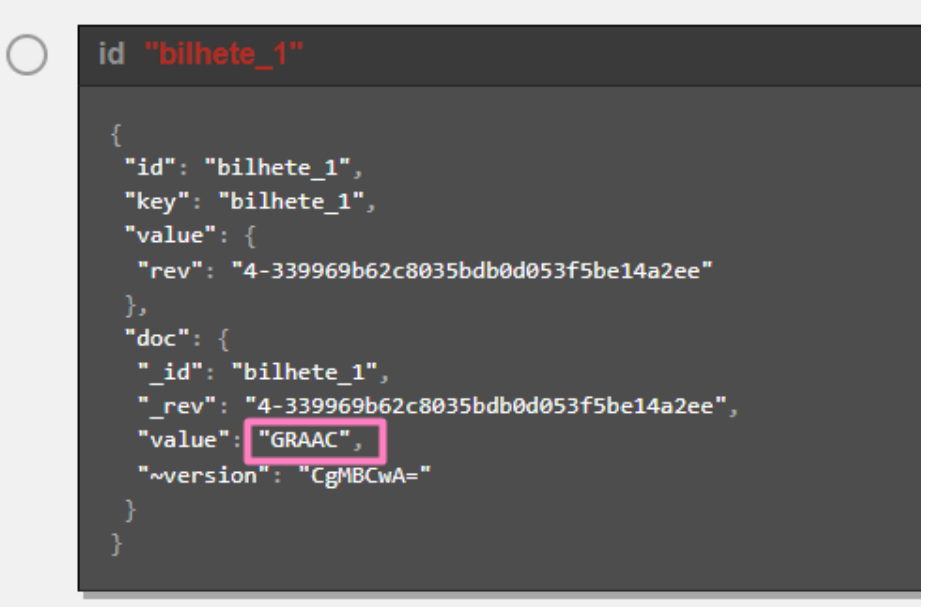 id "bilhete_1"
{
"id": "bilhete_1",
"key": "bilhete_1",
"value": {
"rev": "4-339969b62c8035bdb0d053f5be14a2ee"
},
"doc": {
"_id": "bilhete_1",
"_rev": "4-339969b62c8035bdb0d053f5be14a2ee",
"value": "GRAAC",
"~version": "CgMBCwA="
}
}